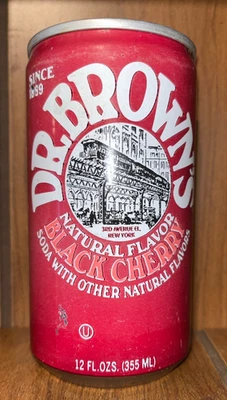 SINCE
1869
DR. BROWN'S
3RD AVENUE EL
NEW YORK
NATURAL FLAVOR
BLACK CHERRY
SODA WITH OTHER NATURAL FLAVORS
U
12 FL.OZS. (355 ML)